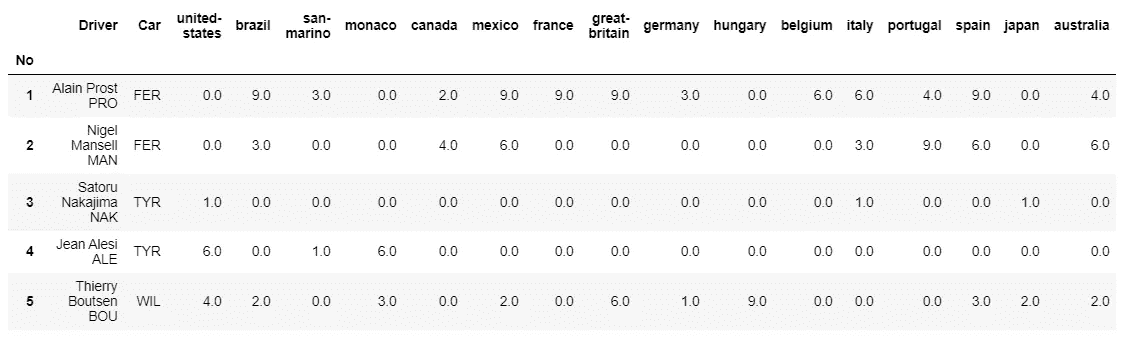 Driver Car united-states brazil san-marino monaco canada mexico france great-britain germany hungary belgium italy portugal spain japan australia
No
1 Alain Prost PRO FER 0.0 9.0 3.0 0.0 2.0 9.0 9.0 9.0 3.0 0.0 6.0 6.0 4.0 9.0 0.0 4.0
2 Nigel Mansell MAN FER 0.0 3.0 0.0 0.0 4.0 6.0 0.0 0.0 0.0 0.0 0.0 3.0 9.0 6.0 0.0 6.0
3 Satoru Nakajima NAK TYR 1.0 0.0 0.0 0.0 0.0 0.0 0.0 0.0 0.0 0.0 0.0 1.0 0.0 0.0 1.0 0.0
4 Jean Alesi ALE TYR 6.0 0.0 1.0 6.0 0.0 0.0 0.0 0.0 0.0 0.0 0.0 0.0 0.0 0.0 0.0 0.0
5 Thierry Boutsen BOU WIL 4.0 2.0 0.0 3.0 0.0 2.0 0.0 6.0 1.0 9.0 0.0 0.0 0.0 3.0 2.0 2.0